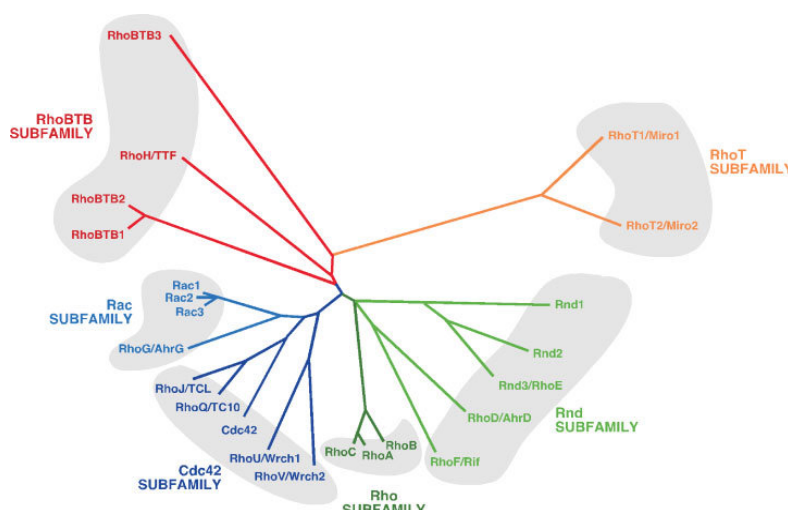 RhoBTB3
RhoBTB
SUBFAMILY
RhoH/TTF
RhoBTB2
RhoBTB1
RhoT1/Miro1
RhoT
SUBFAMILY
RhoT2/Miro2
Rac1
Rac2
Rac3
Rac
SUBFAMILY
RhoG/AhrG
RhoJ/TCL
RhoQ/TC10
Cdc42
RhoU/Wrch1
RhoV/Wrch2
Cdc42
SUBFAMILY
RhoC
RhoA
RhoB
Rho
SUBFAMILY
Rnd1
Rnd2
Rnd3/RhoE
RhoD/AhrD
RhoF/Rif
Rnd
SUBFAMILY